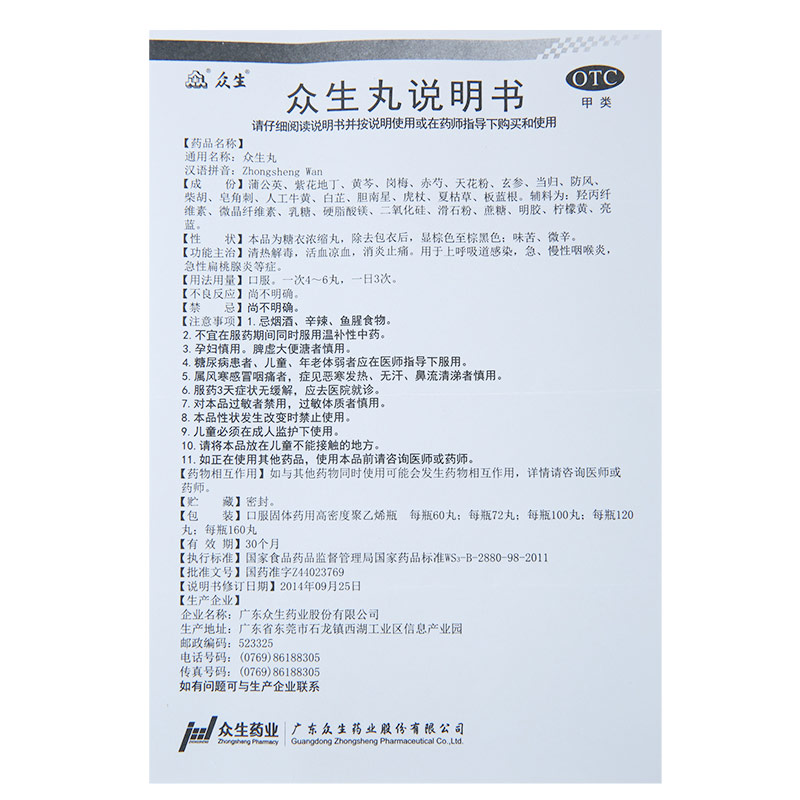 众生®
OTC
甲类
众生丸说明书
请仔细阅读说明书并按说明使用或在药师指导下购买和使用
【药品名称】
通用名称：众生丸
汉语拼音：Zhongsheng Wan
【成 份】蒲公英、紫花地丁、黄芩、岗梅、赤芍、天花粉、玄参、当归、防风、
柴胡、皂角刺、人工牛黄、白芷、胆南星、虎杖、夏枯草、板蓝根。辅料为：羟丙纤
维素、微晶纤维素、乳糖、硬脂酸镁、二氧化硅、滑石粉、蔗糖、明胶、柠檬黄、亮
蓝。
【性 状】本品为糖衣浓缩丸，除去包衣后，显棕色至棕黑色；味苦、微辛。
【功能主治】清热解毒，活血凉血，消炎止痛。用于上呼吸道感染，急、慢性咽喉炎，
急性扁桃腺炎等症。
【用法用量】口服。一次4～6丸，一日3次。
【不良反应】尚不明确。
【禁 忌】尚不明确。
【注意事项】1. 忌烟酒、辛辣、鱼腥食物。
2. 不宜在服药期间同时服用温补性中药。
3. 孕妇慎用。脾虚大便溏者慎用。
4. 糖尿病患者、儿童、年老体弱者应在医师指导下服用。
5. 属风寒感冒咽痛者，症见恶寒发热、无汗、鼻流清涕者慎用。
6. 服药3天症状无缓解，应去医院就诊。
7. 对本品过敏者禁用，过敏体质者慎用。
8. 本品性状发生改变时禁止使用。
9. 儿童必须在成人监护下使用。
10. 请将本品放在儿童不能接触的地方。
11. 如正在使用其他药品，使用本品前请咨询医师或药师。
【药物相互作用】如与其他药物同时使用可能会发生药物相互作用，详情请咨询医师或
药师。
【贮 藏】密封。
【包 装】口服固体药用高密度聚乙烯瓶 每瓶60丸；每瓶72丸；每瓶100丸；每瓶120
丸；每瓶160丸
【有 效 期】30个月
【执行标准】国家食品药品监督管理局国家药品标准WS₃-B-2880-98-2011
【批准文号】国药准字Z44023769
【说明书修订日期】2014年09月25日
【生产企业】
企业名称：广东众生药业股份有限公司
生产地址：广东省东莞市石龙镇西湖工业区信息产业园
邮政编码：523325
电话号码：(0769)86188305
传真号码：(0769)86188305
如有问题可与生产企业联系
众生药业
Zhongsheng Pharmacy
广东众生药业股份有限公司
Guangdong Zhongsheng Pharmaceutical Co.,Ltd.